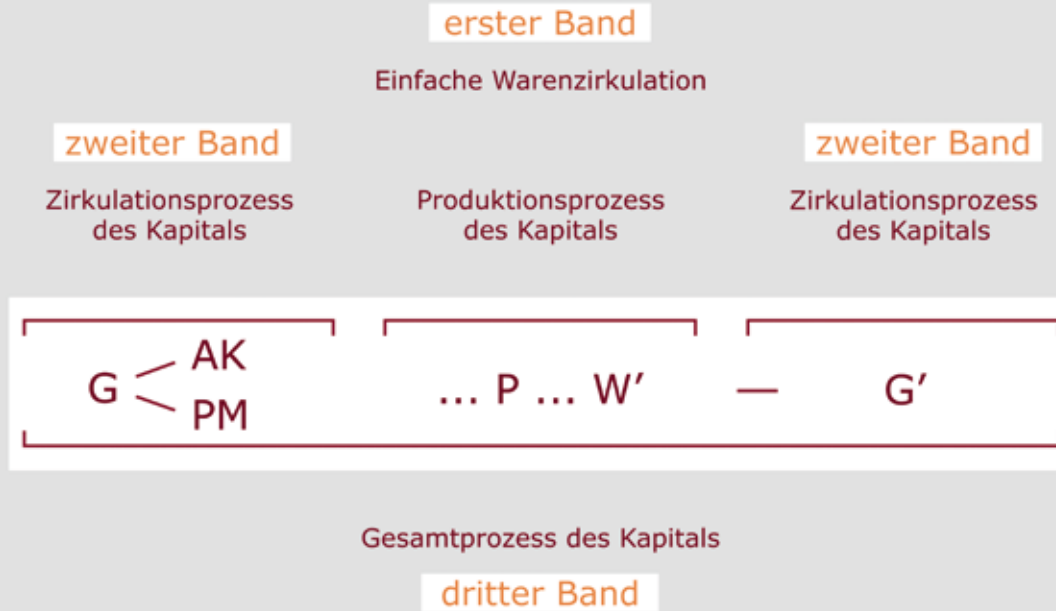 erster Band
Einfache Warenzirkulation
zweiter Band
zweiter Band
Zirkulationsprozess
des Kapitals
Produktionsprozess
des Kapitals
Zirkulationsprozess
des Kapitals
G
AK
PM
... P ... W′
—
G′
Gesamtprozess des Kapitals
dritter Band